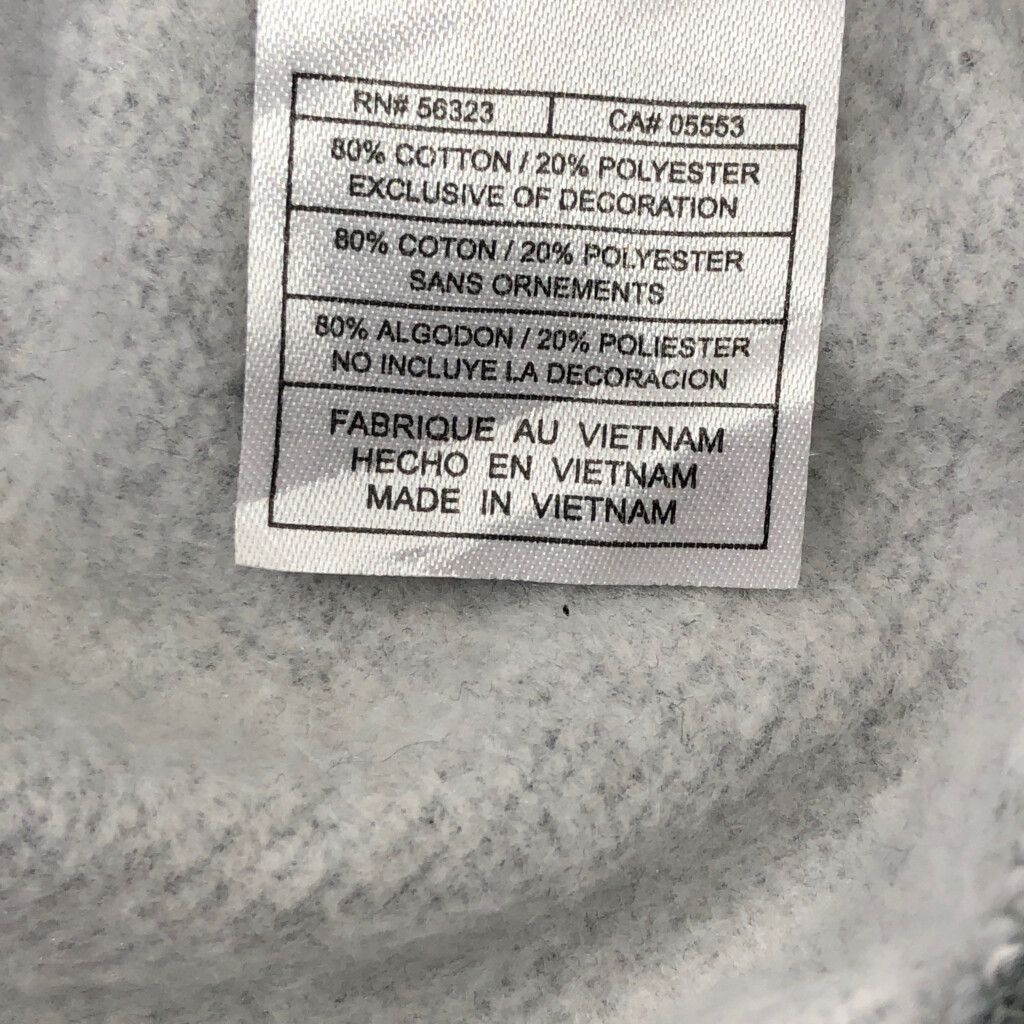 RN# 56323 CA# 05553
80% COTTON / 20% POLYESTER
EXCLUSIVE OF DECORATION
80% COTON / 20% POLYESTER
SANS ORNEMENTS
80% ALGODON / 20% POLIESTER
NO INCLUYE LA DECORACION
FABRIQUE AU VIETNAM
HECHO EN VIETNAM
MADE IN VIETNAM